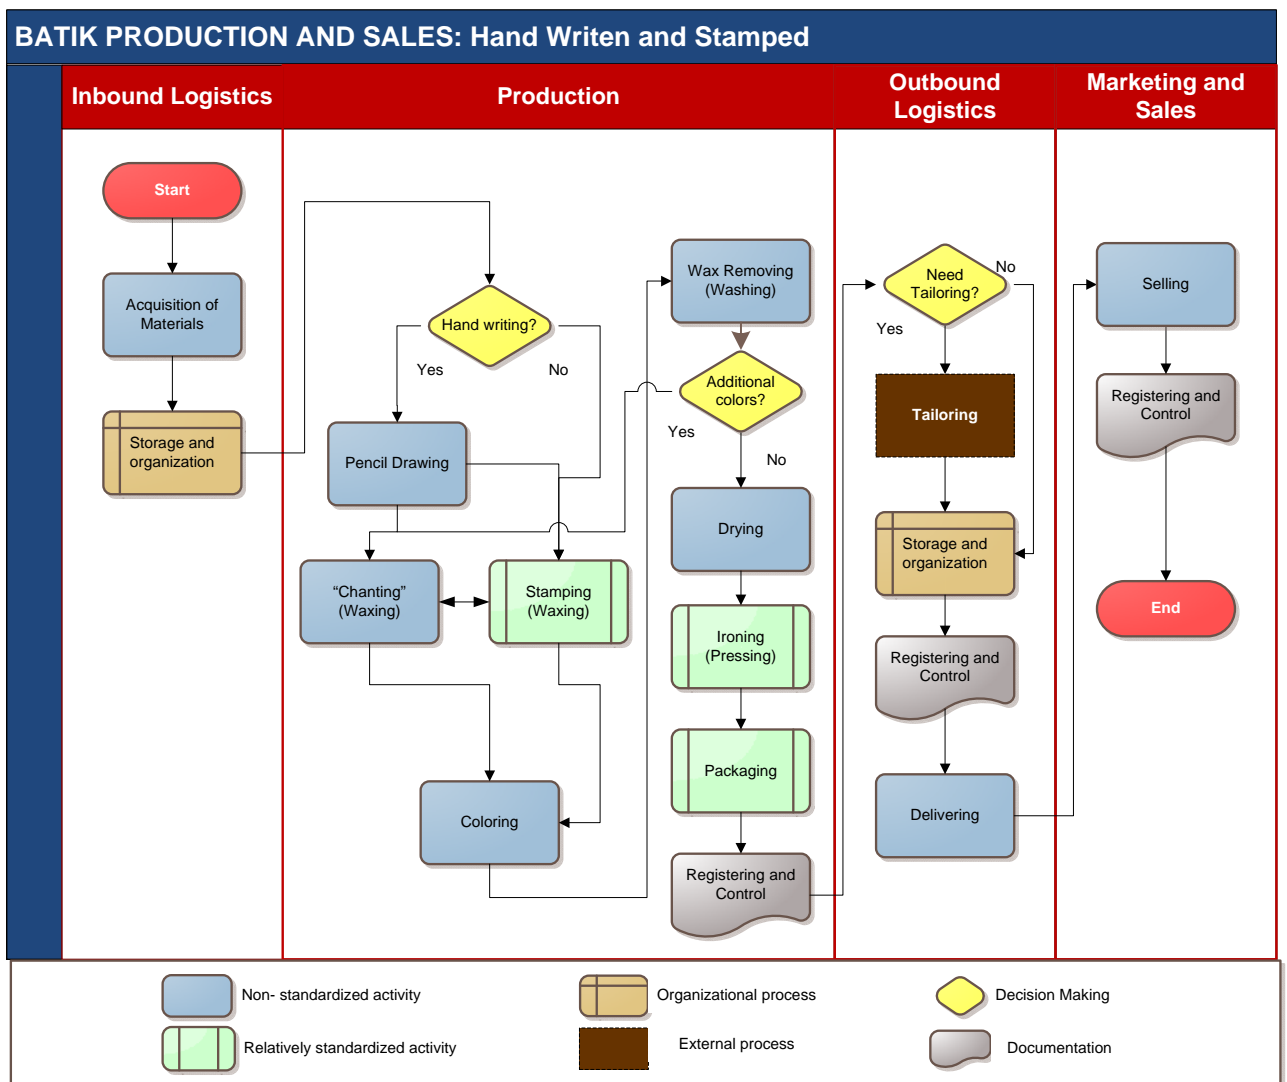 BATIK PRODUCTION AND SALES: Hand Writen and Stamped
Inbound Logistics
Production
Outbound
Logistics
Marketing and
Sales
Start
Acquisition of
Materials
Storage and
organization
Hand writing?
Yes
No
Pencil Drawing
“Chanting”
(Waxing)
Stamping
(Waxing)
Coloring
Wax Removing
(Washing)
Additional
colors?
Yes
No
Drying
Ironing
(Pressing)
Packaging
Registering and
Control
Need
Tailoring?
No
Yes
Tailoring
Storage and
organization
Registering and
Control
Delivering
Selling
Registering and
Control
End
Non- standardized activity
Organizational process
Decision Making
Relatively standardized activity
External process
Documentation